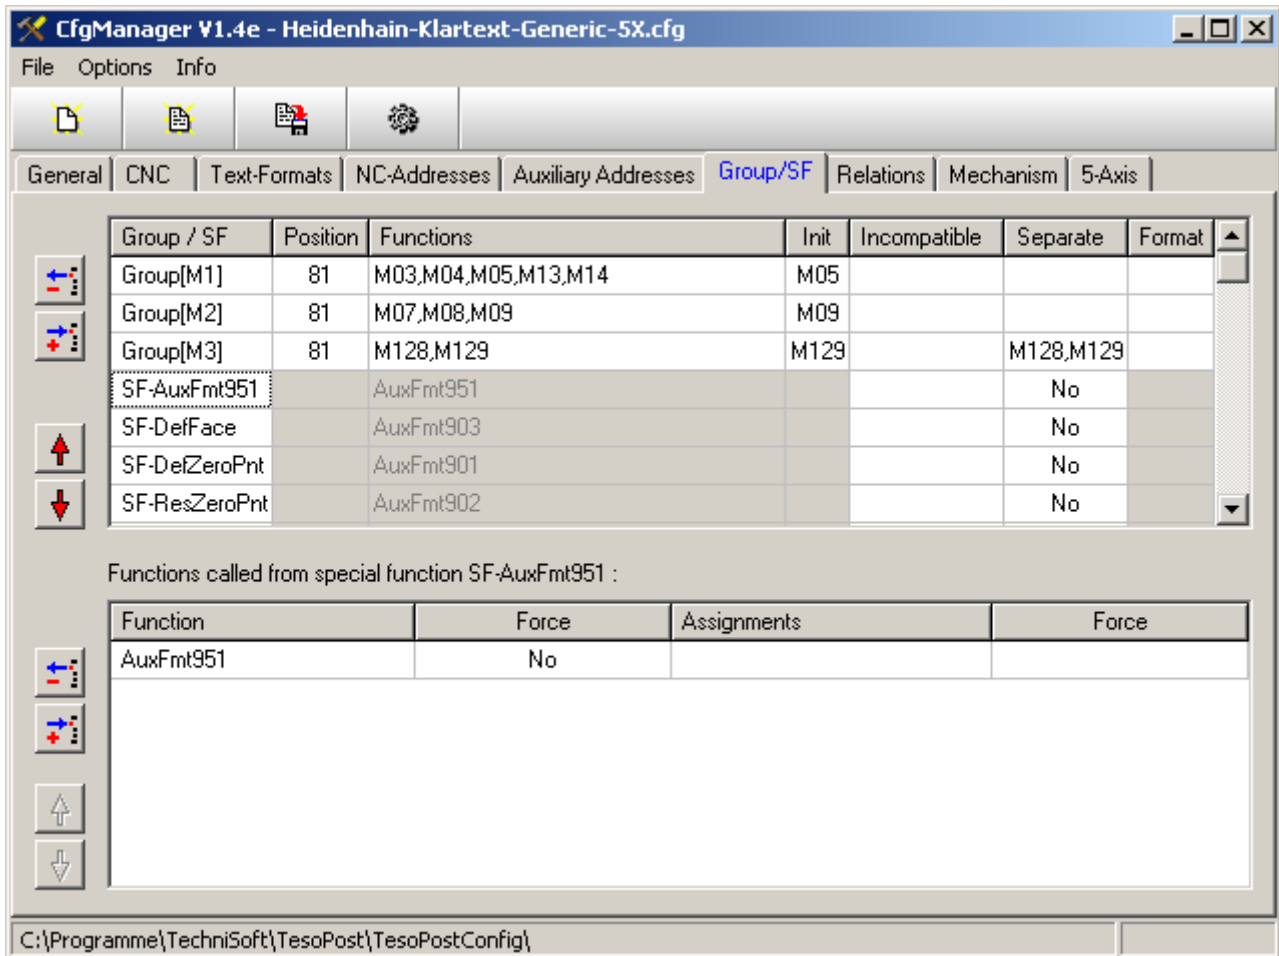 CfgManager V1.4e - Heidenhain-Klartext-Generic-5X.cfg
File Options Info
General CNC Text-Formats NC-Addresses Auxiliary Addresses Group/SF Relations Mechanism 5-Axis
Group / SF Position Functions Init Incompatible Separate Format
Group[M1] 81 M03,M04,M05,M13,M14 M05
Group[M2] 81 M07,M08,M09 M09
Group[M3] 81 M128,M129 M129 M128,M129
SF-AuxFmt951 AuxFmt951 No
SF-DefFace AuxFmt903 No
SF-DefZeroPnt AuxFmt901 No
SF-ResZeroPnt AuxFmt902 No
Functions called from special function SF-AuxFmt951 :
Function Force Assignments Force
AuxFmt951 No
C:\Programme\TechniSoft\TesoPost\TesoPostConfig\